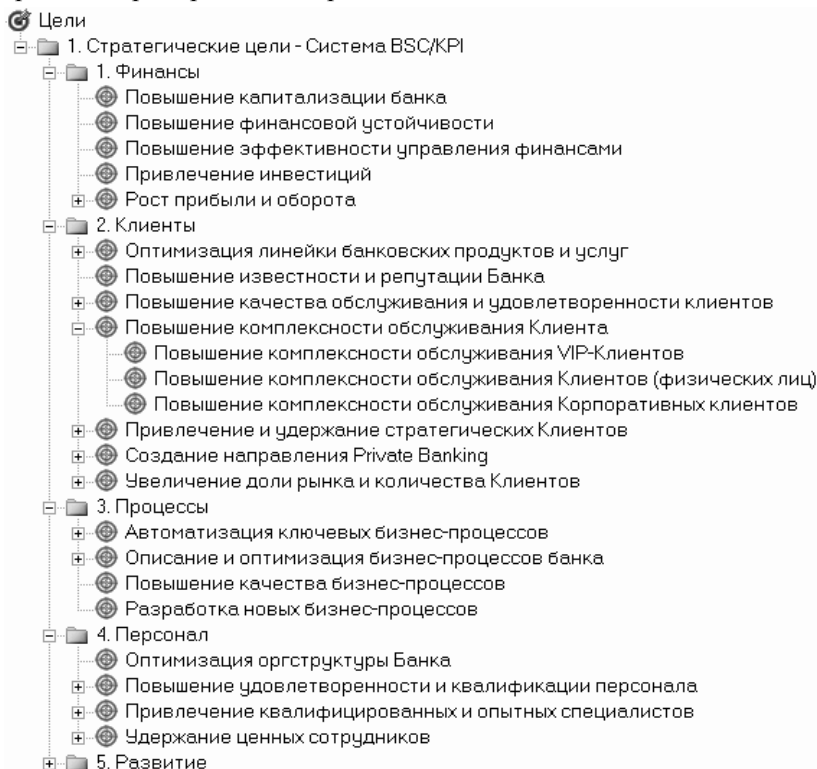 Цели
1. Стратегические цели - Система BSC/KPI
1. Финансы
Повышение капитализации банка
Повышение финансовой устойчивости
Повышение эффективности управления финансами
Привлечение инвестиций
Рост прибыли и оборота
2. Клиенты
Оптимизация линейки банковских продуктов и услуг
Повышение известности и репутации Банка
Повышение качества обслуживания и удовлетворенности клиентов
Повышение комплексности обслуживания Клиента
Повышение комплексности обслуживания VIP-Клиентов
Повышение комплексности обслуживания Клиентов (физических лиц)
Повышение комплексности обслуживания Корпоративных клиентов
Привлечение и удержание стратегических Клиентов
Создание направления Private Banking
Увеличение доли рынка и количества Клиентов
3. Процессы
Автоматизация ключевых бизнес-процессов
Описание и оптимизация бизнес-процессов банка
Повышение качества бизнес-процессов
Разработка новых бизнес-процессов
4. Персонал
Оптимизация оргструктуры Банка
Повышение удовлетворенности и квалификации персонала
Привлечение квалифицированных и опытных специалистов
Удержание ценных сотрудников
5. Развитие